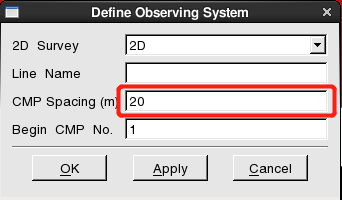 Define Observing System
2D Survey 2D
Line Name
CMP Spacing (m) 20
Begin CMP No. 1
OK Apply Cancel